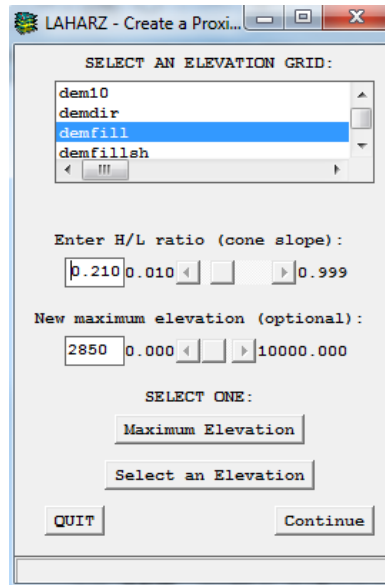 LAHARZ - Create a Proxi...
SELECT AN ELEVATION GRID:
dem10
demdir
demfill
demfillsh
Enter H/L ratio (cone slope):
0.210 0.010 0.999
New maximum elevation (optional):
2850 0.000 10000.000
SELECT ONE:
Maximum Elevation
Select an Elevation
QUIT Continue